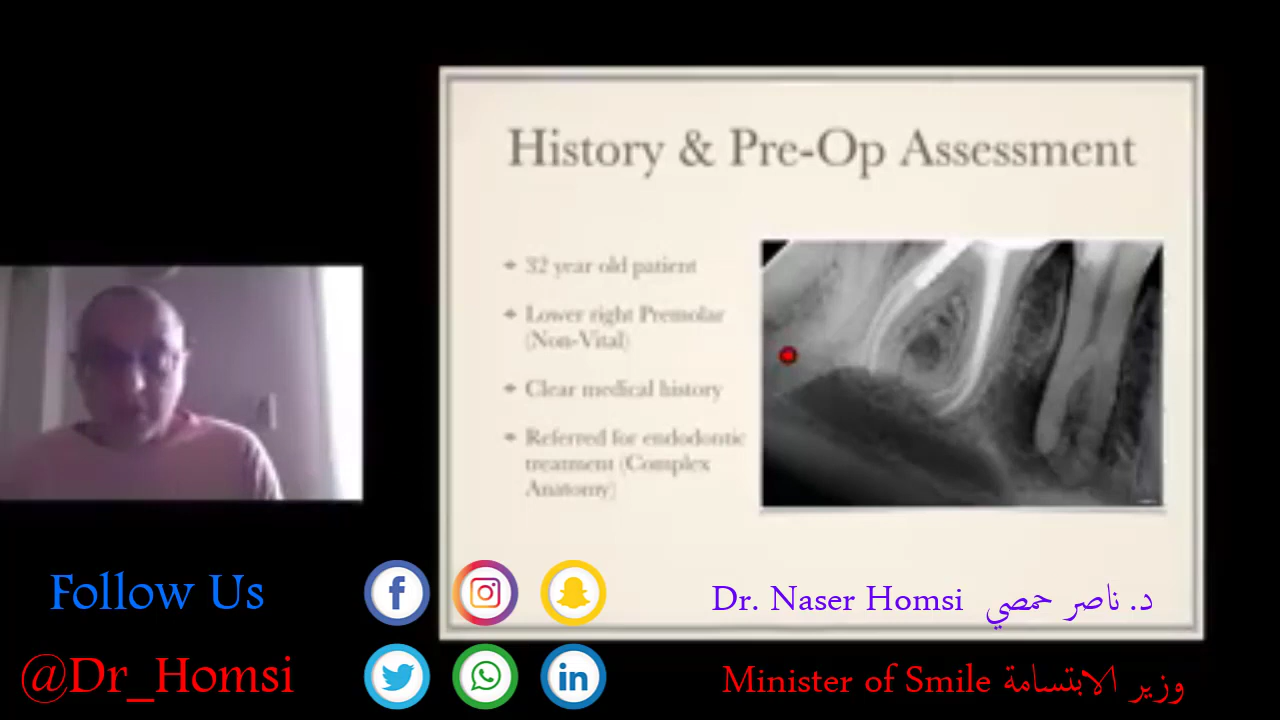 History & Pre-Op Assessment
32 year old patient
Lower right Premolar
(Non-Vital)
Clear medical history
Referred for endodontic
treatment (Complex
Anatomy)
Follow Us
Dr. Naser Homsi د. ناصر حمصي
@Dr_Homsi
Minister of Smile وزير الابتسامة